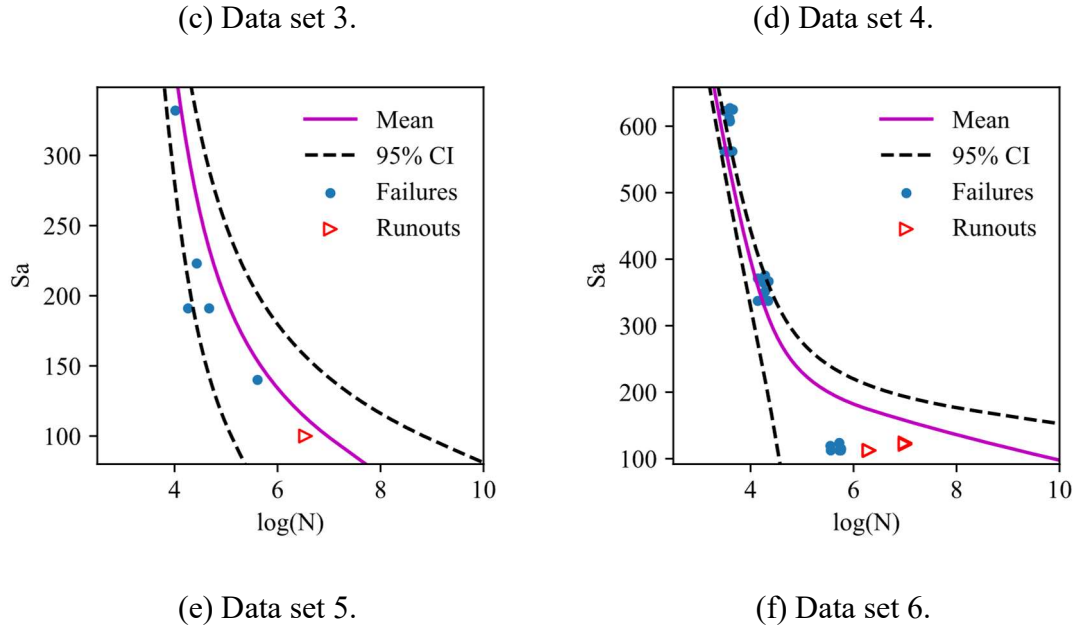 (c) Data set 3.
(d) Data set 4.
Mean
95% CI
Failures
Runouts
300
250
200
150
100
Sa
4
6
8
10
log(N)
Mean
95% CI
Failures
Runouts
600
500
400
300
200
100
Sa
4
6
8
10
log(N)
(e) Data set 5.
(f) Data set 6.